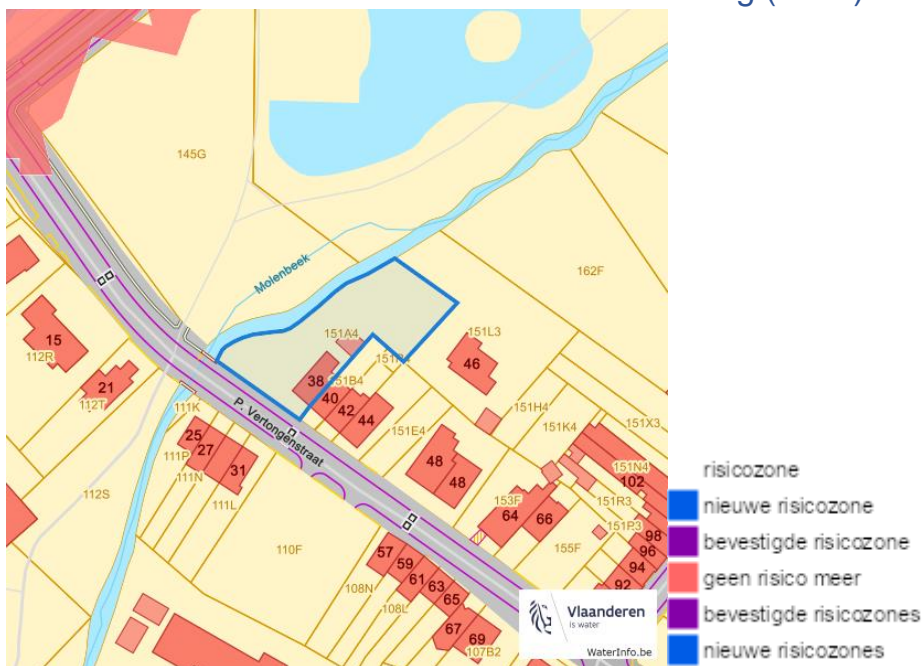 145G
Molenbeek
162F
151A4
151L3
15
112R
46
38
151B4
21
112T
40
42
44
111K
P. Vertongenstraat
151H4
151X3
25
27
111P
111N
31
151E4
151K4
48
48
151N4
102
112S
111L
153F
151R3
64
66
151P3
110F
155F
98
96
94
92
57
59
61
63
65
108N
108L
67
69
107B2
Vlaanderen
is water
WaterInfo.be
risicozone
nieuwe risicozone
bevestigde risicozone
geen risico meer
bevestigde risicozones
nieuwe risicozones